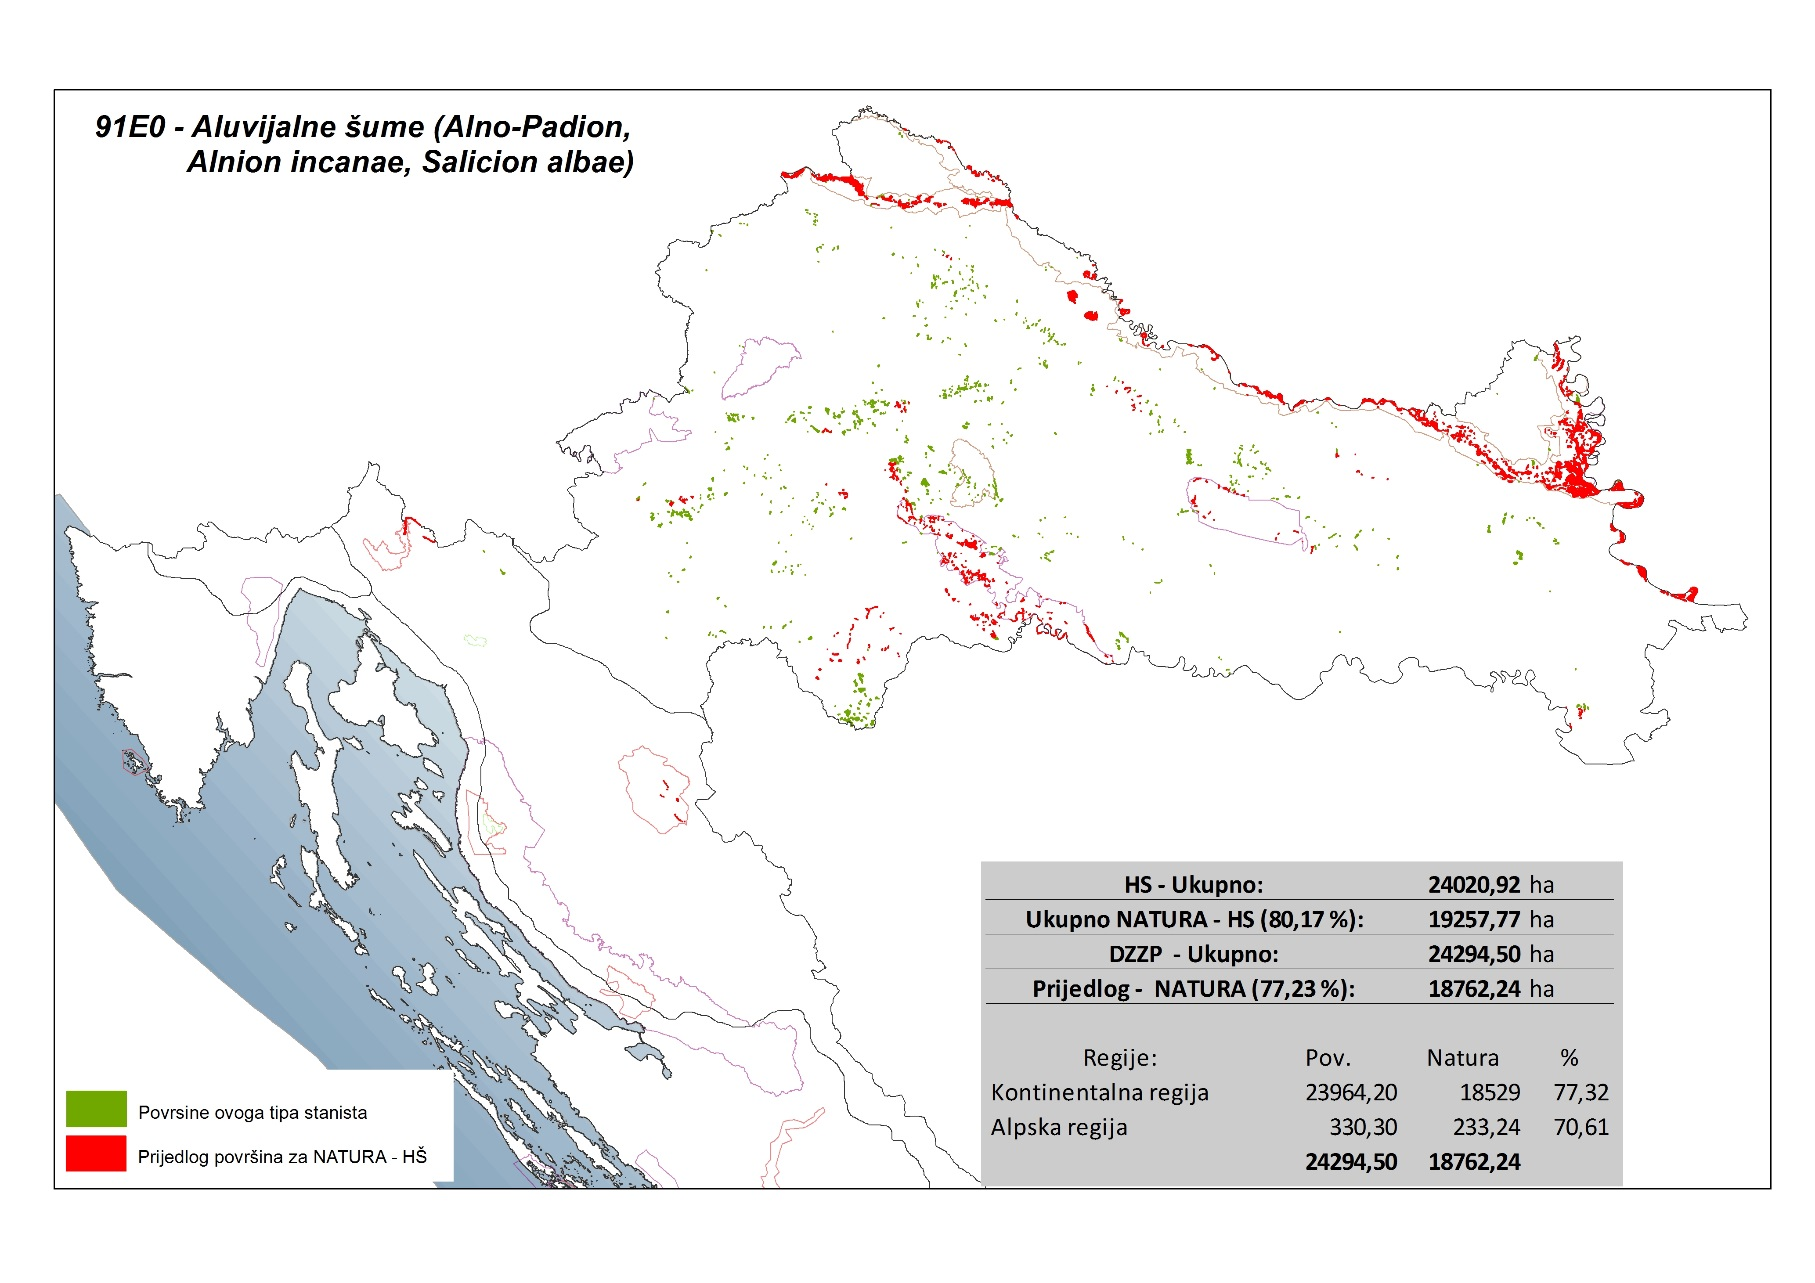 91E0 - Aluvijalne šume (Alno-Padion,
Alnion incanae, Salicion albae)
HS - Ukupno: 24020,92 ha
Ukupno NATURA - HS (80,17 %): 19257,77 ha
DZZP - Ukupno: 24294,50 ha
Prijedlog - NATURA (77,23 %): 18762,24 ha
Regije: Pov. Natura %
Kontinentalna regija 23964,20 18529 77,32
Alpska regija 330,30 233,24 70,61
24294,50 18762,24
Povrsine ovoga tipa stanista
Prijedlog površina za NATURA - HŠ